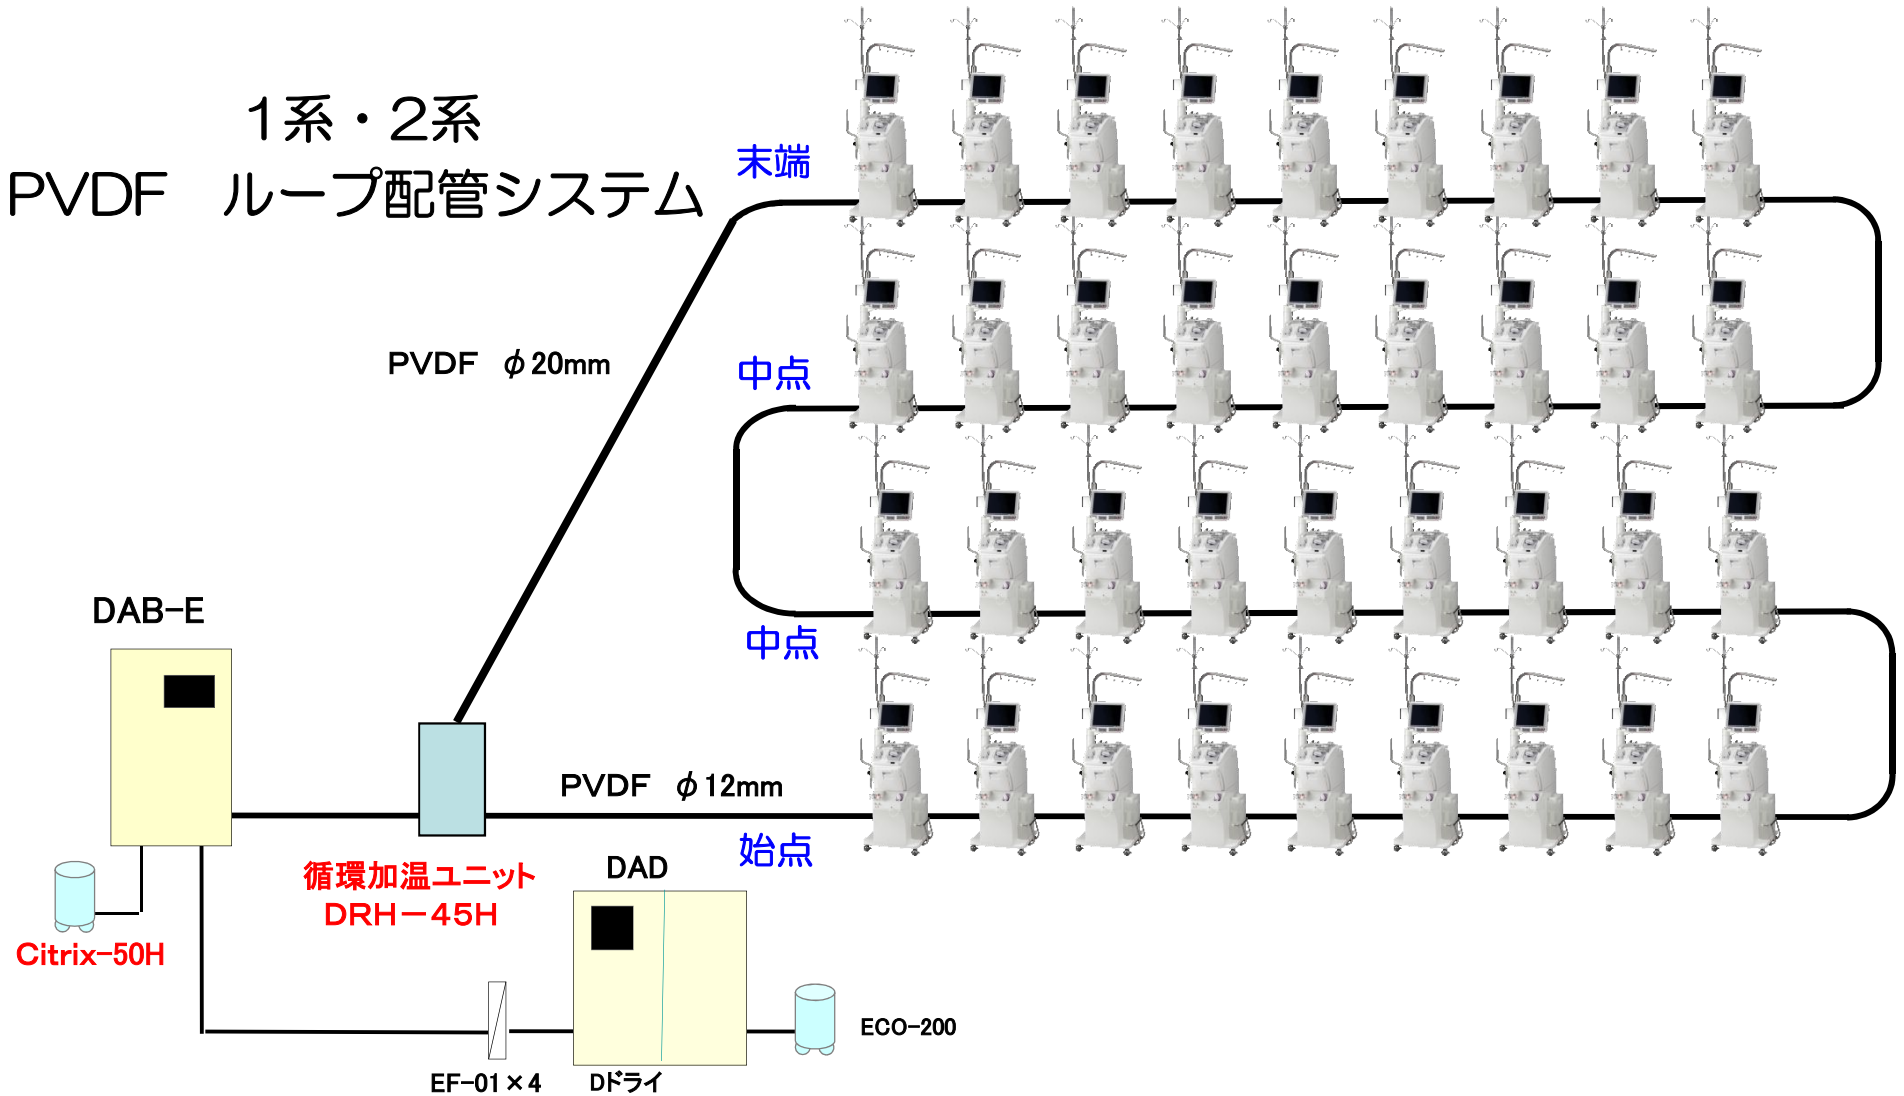 1系・2系
PVDF ループ配管システム
末端
PVDF φ20mm
中点
DAB-E
中点
PVDF φ12mm
始点
循環加温ユニット
DRH－45H
DAD
Citrix-50H
ECO-200
EF-01×4
Dドライ